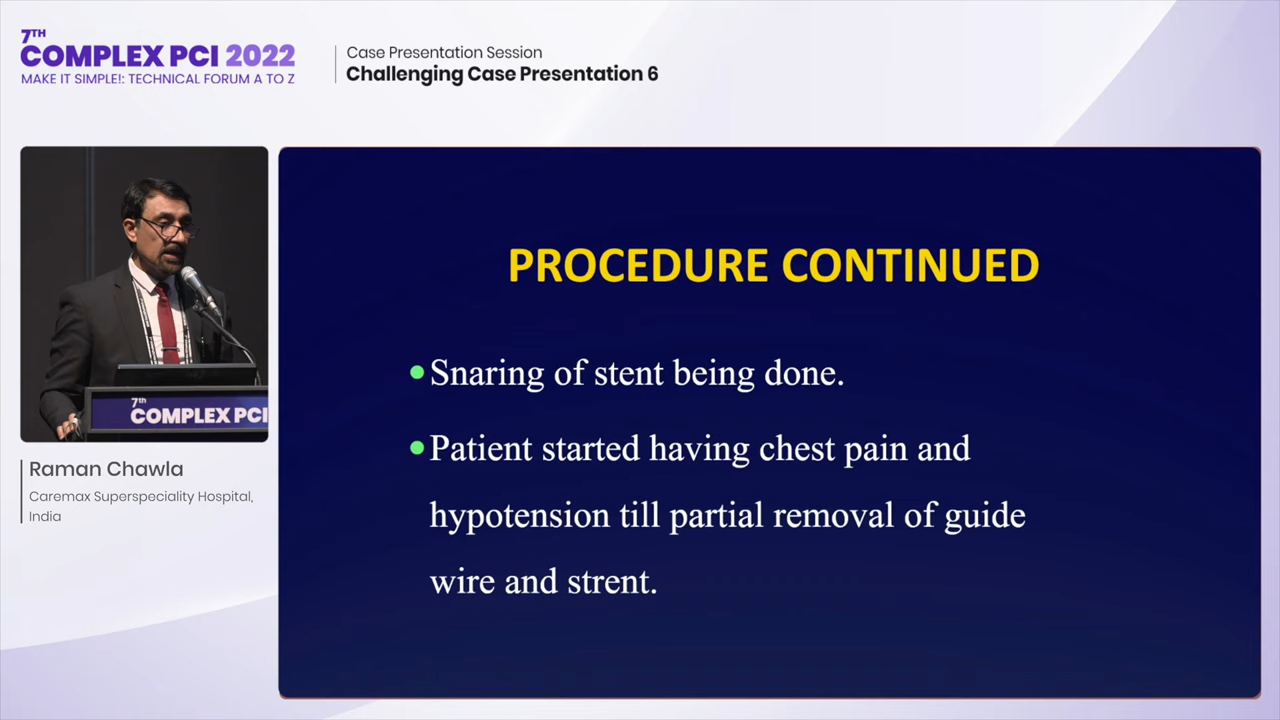 7TH
COMPLEX PCI 2022
MAKE IT SIMPLE!: TECHNICAL FORUM A TO Z
Case Presentation Session
Challenging Case Presentation 6
7th
COMPLEX PCI
Raman Chawla
Caremax Superspeciality Hospital,
India
PROCEDURE CONTINUED
•Snaring of stent being done.
•Patient started having chest pain and
hypotension till partial removal of guide
wire and strent.